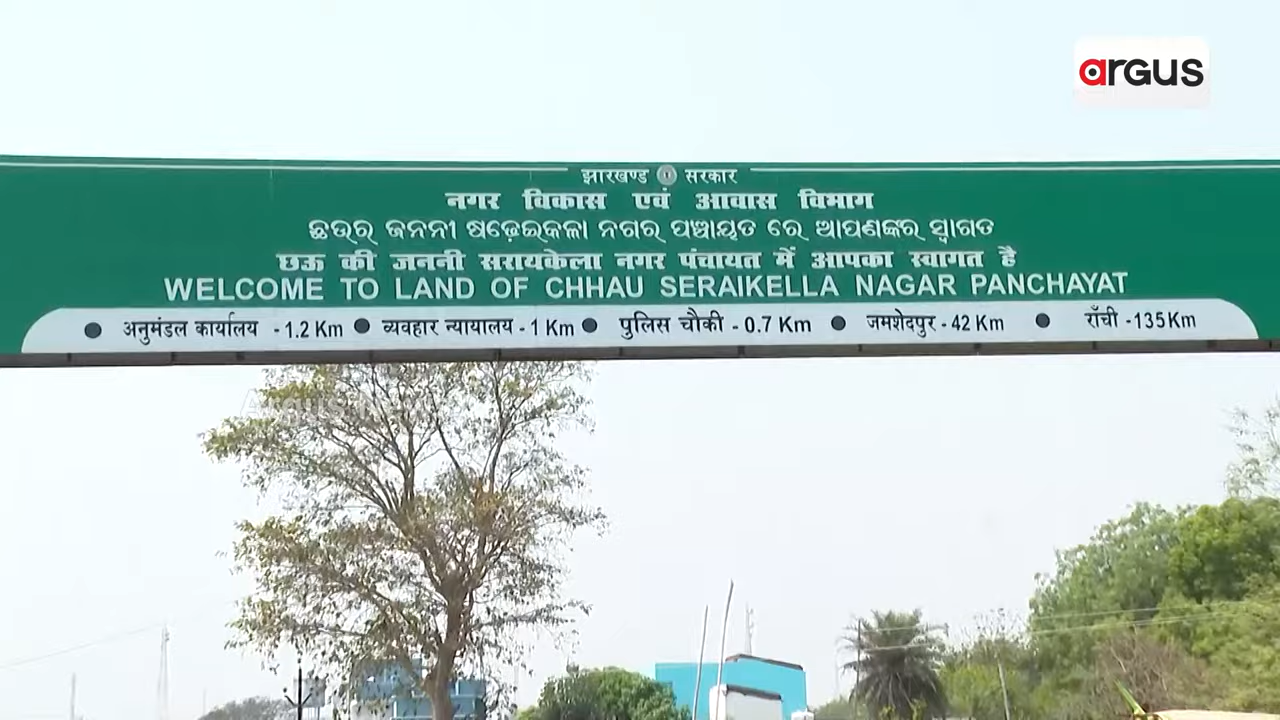 argus
झारखण्ड सरकार
नगर विकास एवं आवास विभाग
ଛଉର ଜନନୀ ଷଢ଼େଇକଳା ନଗର ପଞ୍ଚାୟତ ରେ ଆପଣଙ୍କର ସ୍ୱାଗତ
छऊ की जननी सरायकेला नगर पंचायत में आपका स्वागत है
WELCOME TO LAND OF CHHAU SERAIKELLA NAGAR PANCHAYAT
अनुमंडल कार्यालय - 1.2 Km व्यवहार न्यायालय - 1 Km पुलिस चौकी - 0.7 Km जमशेदपुर - 42 Km राँची -135Km